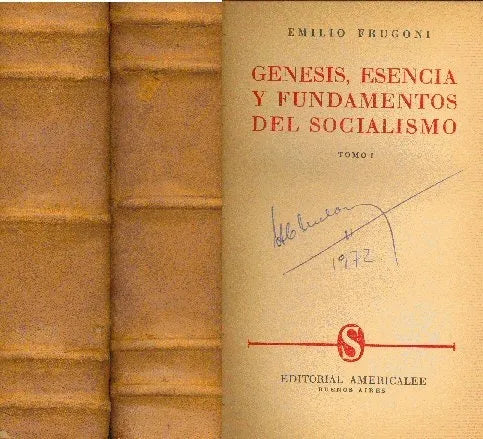 EMILIO FRUGONI
GENESIS, ESENCIA
Y FUNDAMENTOS
DEL SOCIALISMO
TOMO I
1972
S
EDITORIAL AMERICALEE
BUENOS AIRES